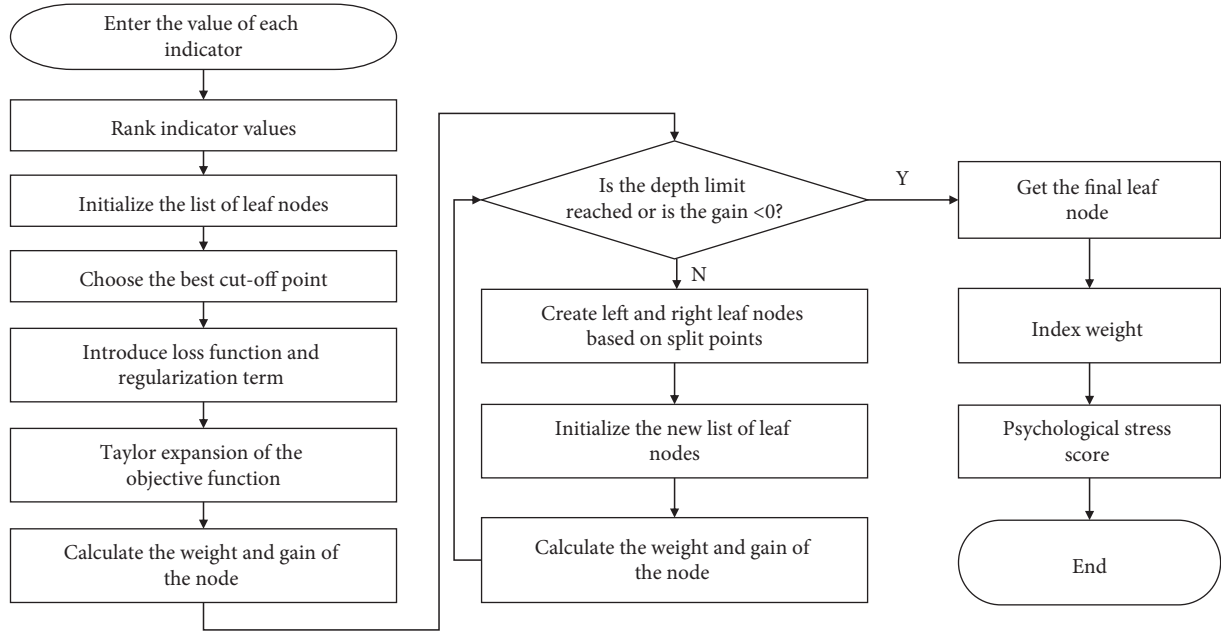 Enter the value of each
indicator
Rank indicator values
Initialize the list of leaf nodes
Choose the best cut-off point
Introduce loss function and
regularization term
Taylor expansion of the
objective function
Calculate the weight and gain of
the node
Is the depth limit
reached or is the gain <0?
Y
N
Create left and right leaf nodes
based on split points
Initialize the new list of leaf
nodes
Calculate the weight and gain of
the node
Get the final leaf
node
Index weight
Psychological stress
score
End